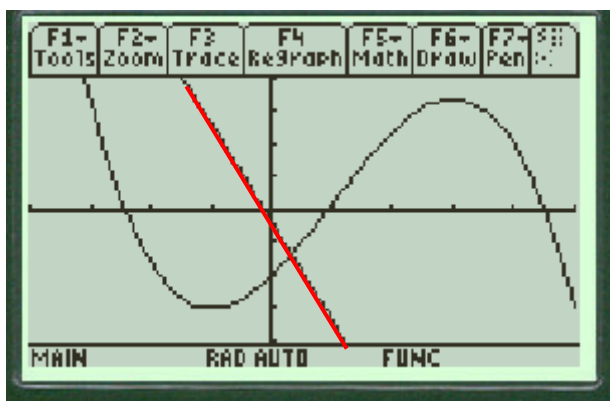 F1 F2 F3 F4 F5 F6 F7
Tools Zoom Trace ReGraph Math Draw Pen
MAIN RAD AUTO FUNC